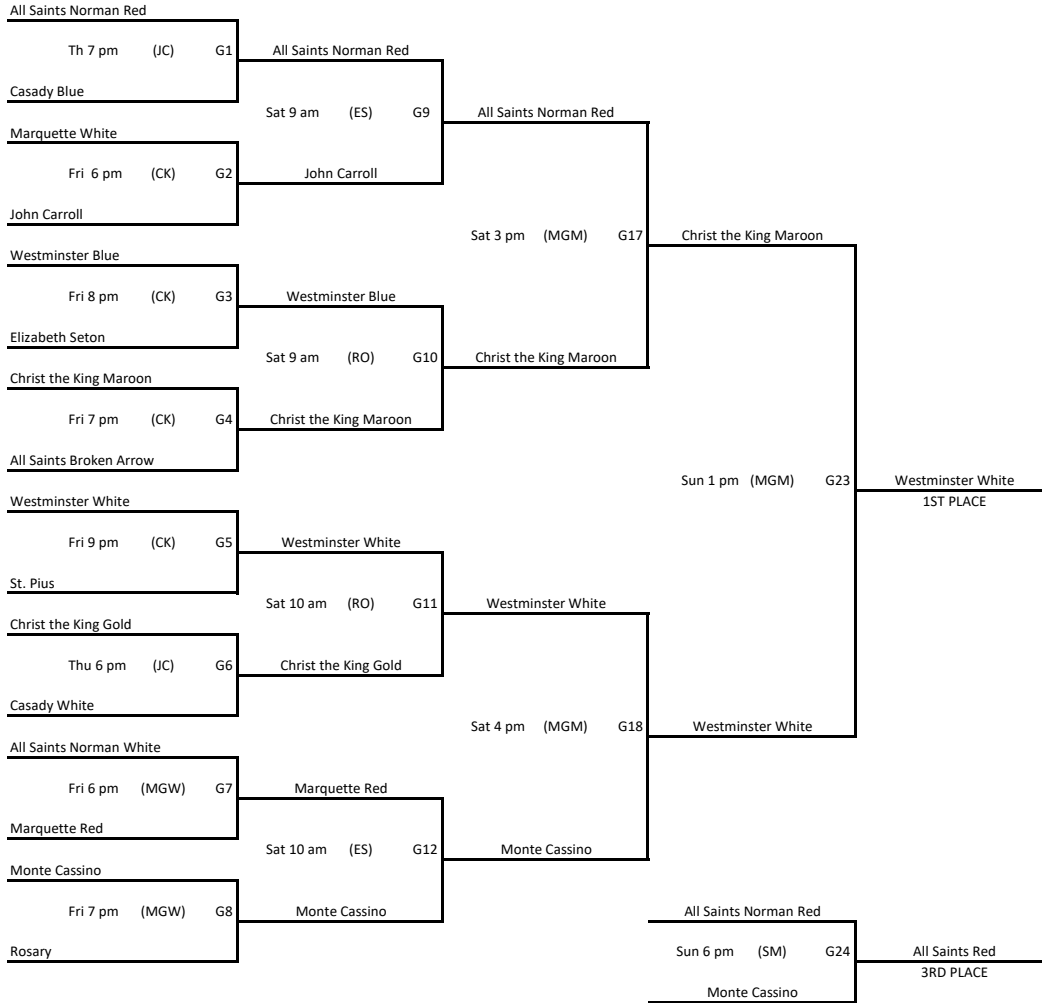 All Saints Norman Red
Th 7 pm (JC) G1 All Saints Norman Red
Casady Blue
Sat 9 am (ES) G9 All Saints Norman Red
Marquette White
Fri 6 pm (CK) G2 John Carroll
John Carroll
Sat 3 pm (MGM) G17 Christ the King Maroon
Westminster Blue
Fri 8 pm (CK) G3 Westminster Blue
Elizabeth Seton
Sat 9 am (RO) G10 Christ the King Maroon
Christ the King Maroon
Fri 7 pm (CK) G4 Christ the King Maroon
All Saints Broken Arrow
Sun 1 pm (MGM) G23 Westminster White
1ST PLACE
Westminster White
Fri 9 pm (CK) G5 Westminster White
St. Pius
Sat 10 am (RO) G11 Westminster White
Christ the King Gold
Thu 6 pm (JC) G6 Christ the King Gold
Casady White
Sat 4 pm (MGM) G18 Westminster White
All Saints Norman White
Fri 6 pm (MGW) G7 Marquette Red
Marquette Red
Sat 10 am (ES) G12 Monte Cassino
Monte Cassino
Fri 7 pm (MGW) G8 Monte Cassino
Rosary
All Saints Norman Red
Sun 6 pm (SM) G24 All Saints Red
3RD PLACE
Monte Cassino